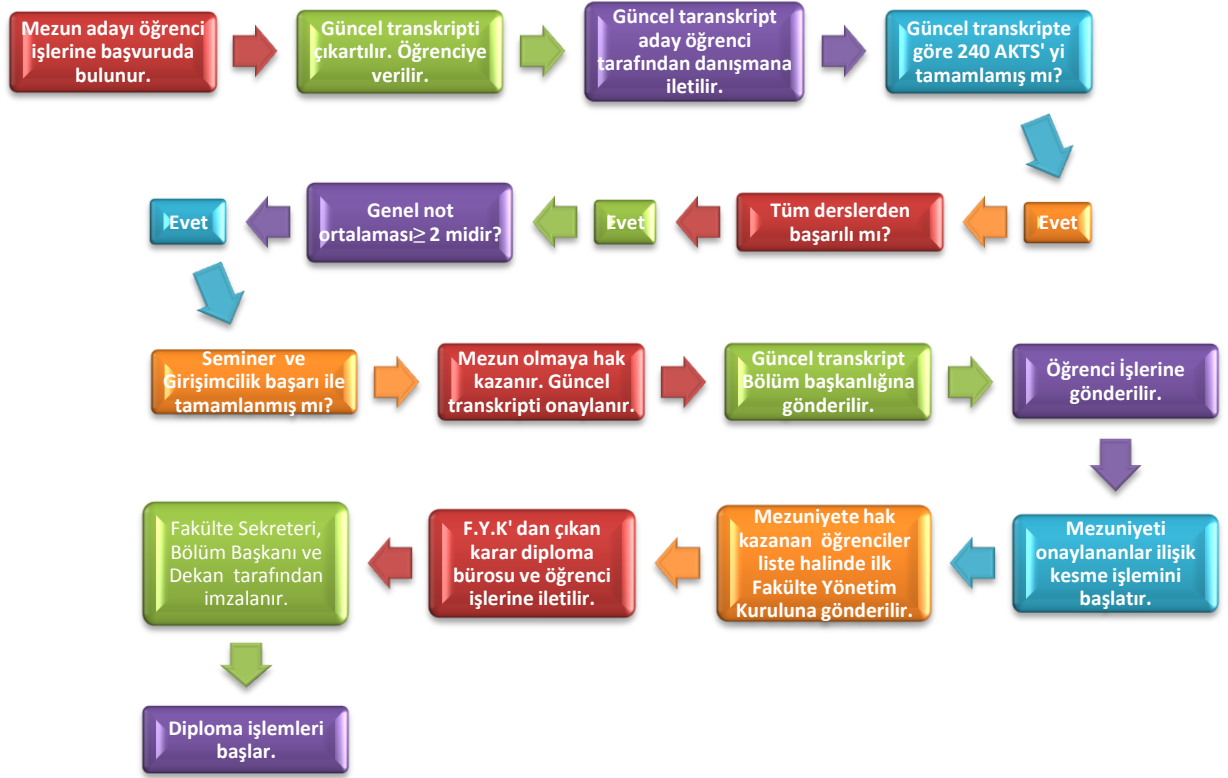 Mezun adayı öğrenci
işlerine başvuruda
bulunur.
Güncel transkripti
çıkartılır. Öğrenciye
verilir.
Güncel taranskript
aday öğrenci
tarafından danışmana
iletilir.
Güncel transkripte
göre 240 AKTS' yi
tamamlamış mı?
Evet
Tüm derslerden
başarılı mı?
Evet
Genel not
ortalaması≥ 2 midir?
Evet
Seminer ve
Girişimcilik başarı ile
tamamlanmış mı?
Mezun olmaya hak
kazanır. Güncel
transkripti onaylanır.
Güncel transkript
Bölüm başkanlığına
gönderilir.
Öğrenci İşlerine
gönderilir.
Mezuniyeti
onaylananlar ilişik
kesme işlemini
başlatır.
Mezuniyete hak
kazanan öğrenciler
liste halinde ilk
Fakülte Yönetim
Kuruluna gönderilir.
F.Y.K' dan çıkan
karar diploma
bürosu ve öğrenci
işlerine iletilir.
Fakülte Sekreteri,
Bölüm Başkanı ve
Dekan tarafından
imzalanır.
Diploma işlemleri
başlar.